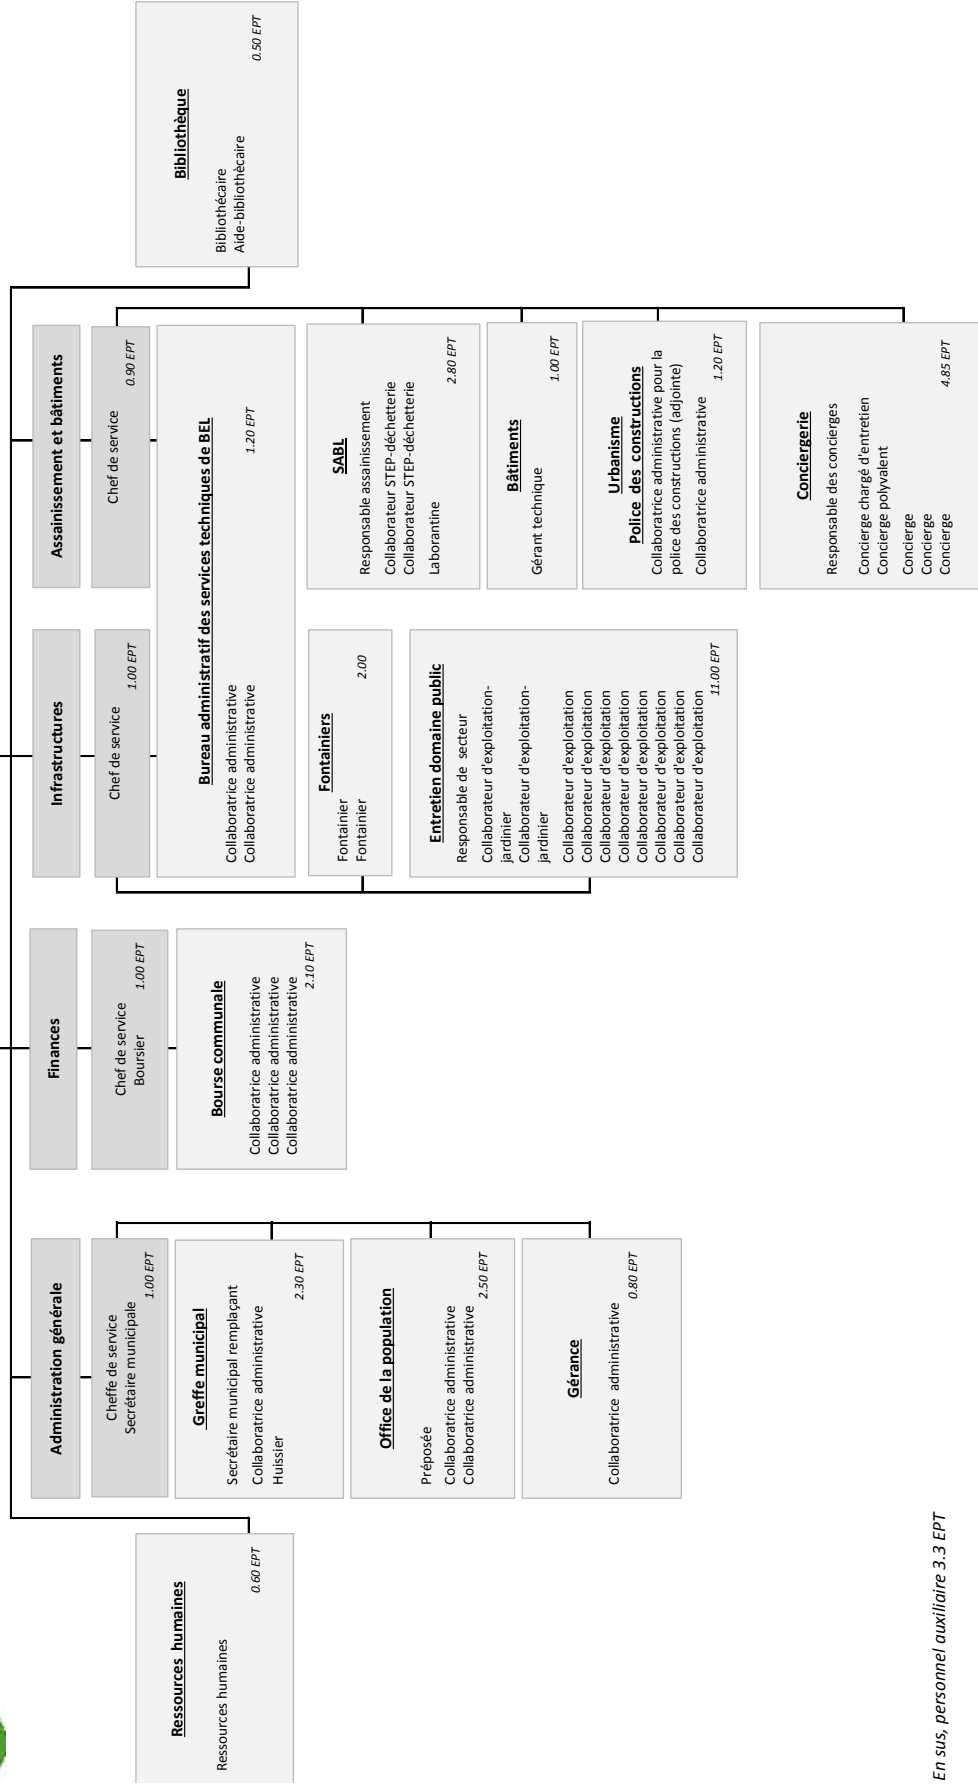 Ressources humaines
Ressources humaines
0.60 EPT
Administration générale
Cheffe de service
Secrétaire municipale
1.00 EPT
Greffe municipal
Secrétaire municipal remplaçant
Collaboratrice administrative
Huissier
2.30 EPT
Office de la population
Préposée
Collaboratrice administrative
Collaboratrice administrative
2.50 EPT
Gérance
Collaboratrice administrative
0.80 EPT
Finances
Chef de service
Boursier
1.00 EPT
Bourse communale
Collaboratrice administrative
Collaboratrice administrative
Collaboratrice administrative
2.10 EPT
Infrastructures
Chef de service
1.00 EPT
Assainissement et bâtiments
Chef de service
0.90 EPT
Bureau administratif des services techniques de BEL
Collaboratrice administrative
Collaboratrice administrative
1.20 EPT
Fontainiers
Fontainier
Fontainier
2.00
Entretien domaine public
Responsable de secteur
Collaborateur d'exploitation-
jardinier
Collaborateur d'exploitation-
jardinier
Collaborateur d'exploitation
Collaborateur d'exploitation
Collaborateur d'exploitation
Collaborateur d'exploitation
Collaborateur d'exploitation
Collaborateur d'exploitation
Collaborateur d'exploitation
Collaborateur d'exploitation
11.00 EPT
SABL
Responsable assainissement
Collaborateur STEP-déchetterie
Collaborateur STEP-déchetterie
Laborantine
2.80 EPT
Bâtiments
Gérant technique
1.00 EPT
Urbanisme
Police des constructions
Collaboratrice administrative pour la
police des constructions (adjointe)
Collaboratrice administrative
1.20 EPT
Conciergerie
Responsable des concierges
Concierge chargé d'entretien
Concierge polyvalent
Concierge
Concierge
Concierge
4.85 EPT
Bibliothèque
Bibliothécaire
Aide-bibliothècaire
0.50 EPT
En sus, personnel auxiliaire 3.3 EPT